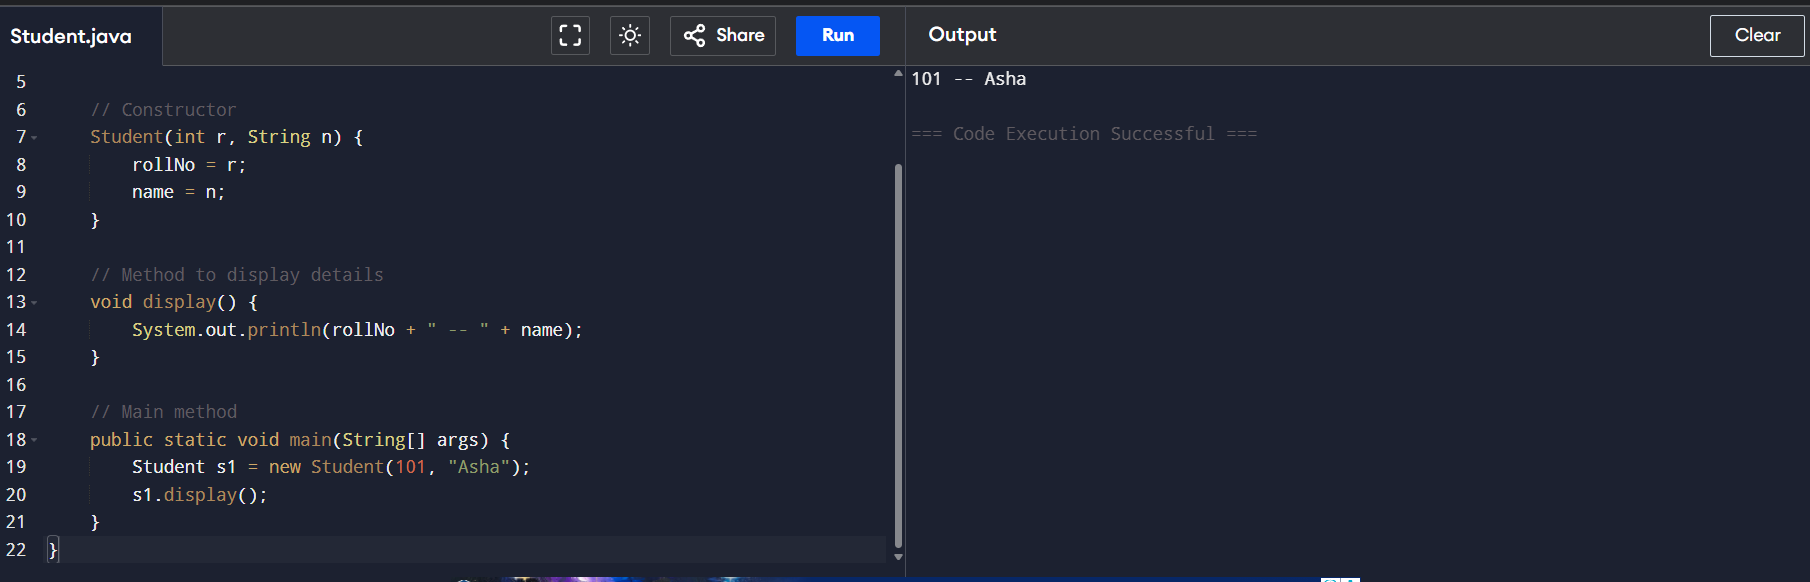 Student.java
Share
Run
5
6 // Constructor
7 Student(int r, String n) {
8 rollNo = r;
9 name = n;
10 }
11
12 // Method to display details
13 void display() {
14 System.out.println(rollNo + " -- " + name);
15 }
16
17 // Main method
18 public static void main(String[] args) {
19 Student s1 = new Student(101, "Asha");
20 s1.display();
21 }
22 }
Output
Clear
101 -- Asha
=== Code Execution Successful ===